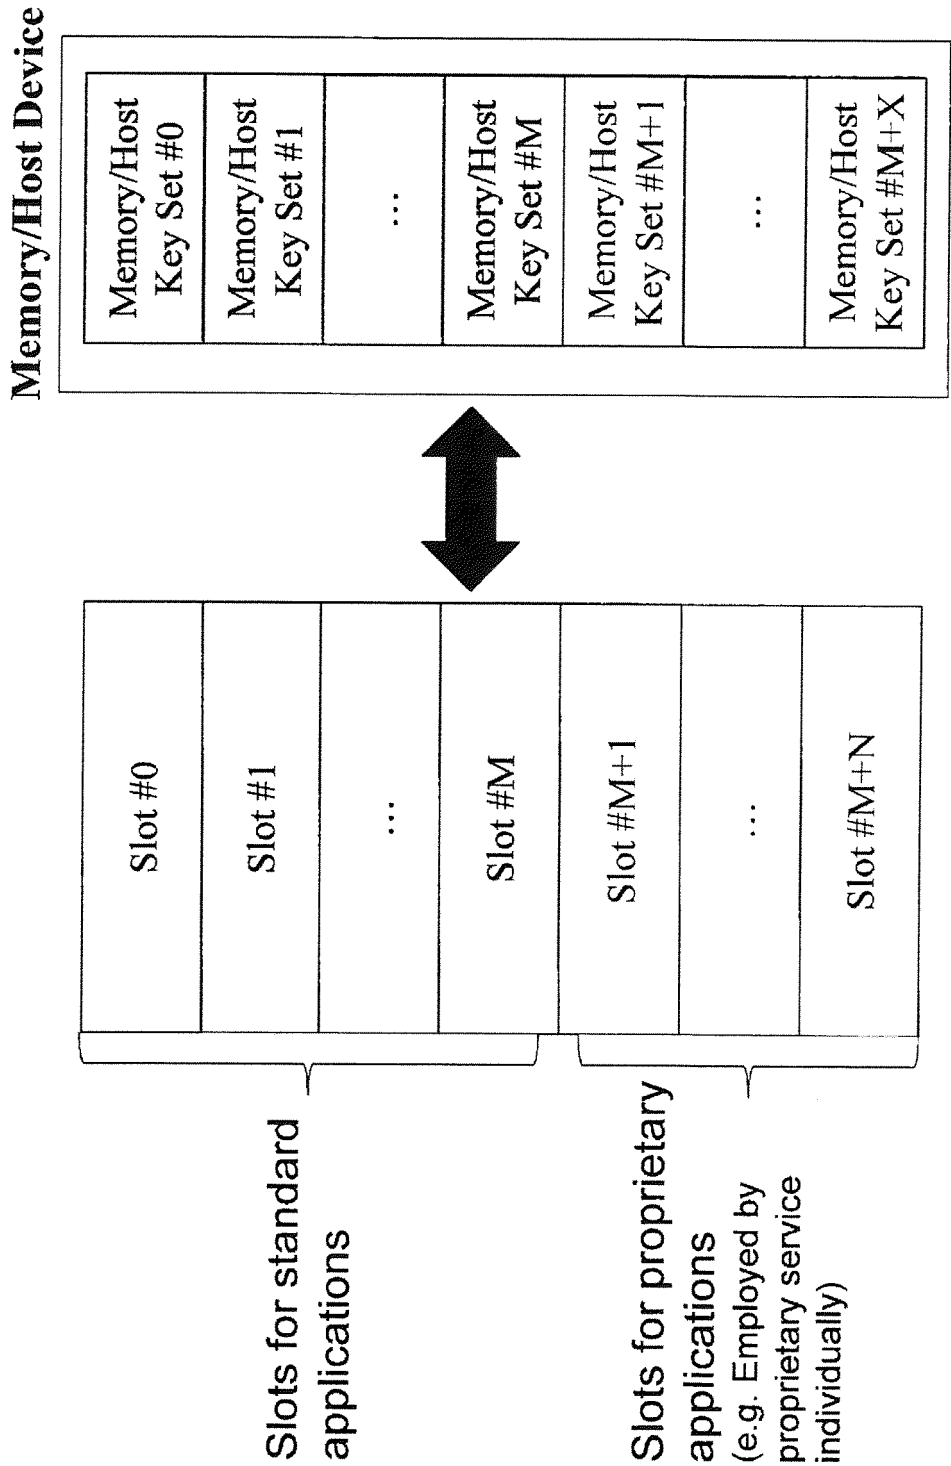 Slots for standard
applications
Slots for proprietary
applications
(e.g. Employed by
proprietary service
individually)
Slot #0
Slot #1
...
Slot #M
Slot #M+1
...
Slot #M+N
Memory/Host Device
Memory/Host
Key Set #0
Memory/Host
Key Set #1
...
Memory/Host
Key Set #M
Memory/Host
Key Set #M+1
...
Memory/Host
Key Set #M+X